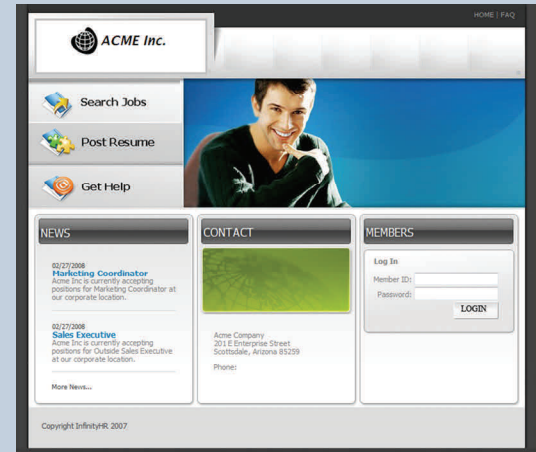 HOME | FAQ
ACME Inc.
Search Jobs
Post Resume
Get Help
NEWS
02/27/2008
Marketing Coordinator
Acme Inc is currently accepting
positions for Marketing Coordinator at
our corporate location.
02/27/2008
Sales Executive
Acme Inc is currently accepting
positions for Outside Sales Executive
at our corporate location.
More News...
CONTACT
Acme Company
201 E Enterprise Street
Scottsdale, Arizona 85259
Phone:
MEMBERS
Log In
Member ID:
Password:
LOGIN
Copyright InfinityHR 2007